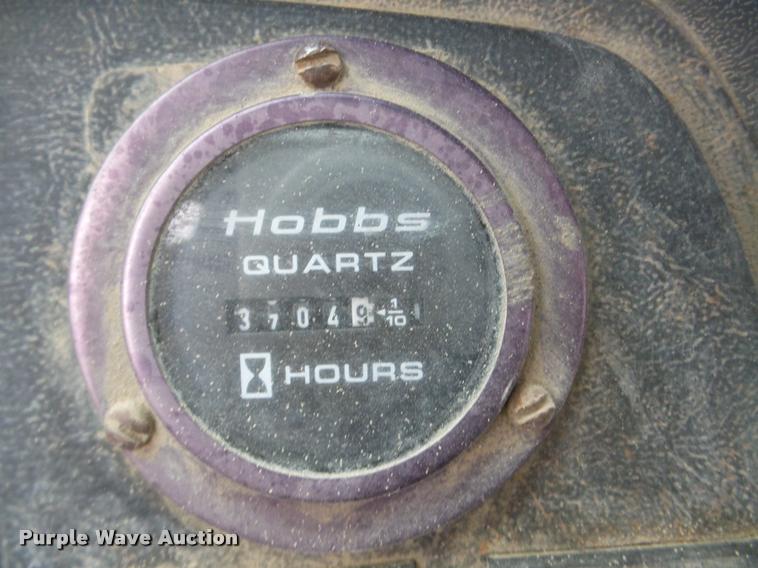 Hobbs
QUARTZ
3704 1/10
HOURS
Purple Wave Auction